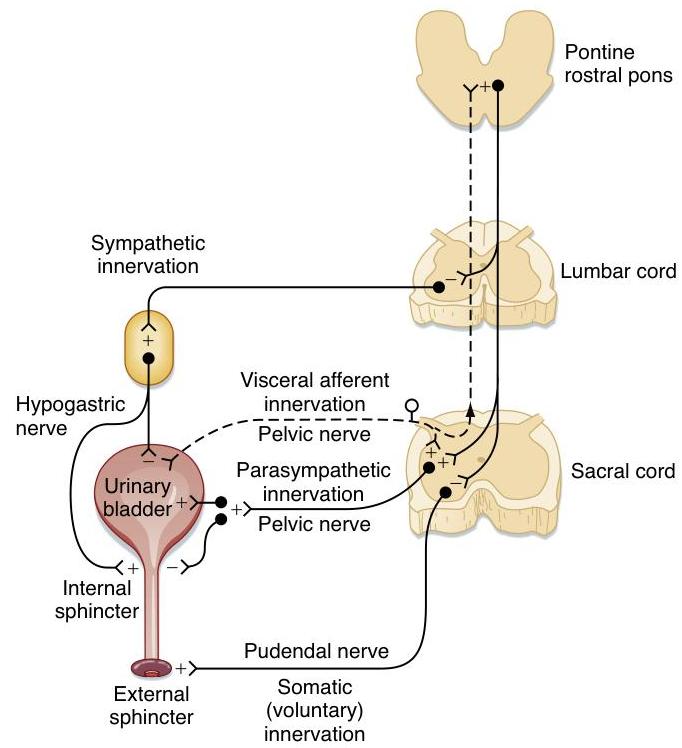 Pontine
rostral pons
Sympathetic
innervation
Lumbar cord
+
−
+
Visceral afferent
innervation
Hypogastric
nerve
Pelvic nerve
−
+
+
Sacral cord
Parasympathetic
innervation
Urinary
bladder
+
−
+
Pelvic nerve
+
−
Internal
sphincter
Pudendal nerve
+
External
sphincter
Somatic
(voluntary)
innervation